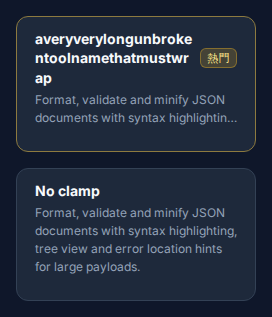 averyverylongunbroke
ntoolnamethatmustwr
ap
熱門
Format, validate and minify JSON
documents with syntax highlightin...
No clamp
Format, validate and minify JSON
documents with syntax highlighting,
tree view and error location hints
for large payloads.